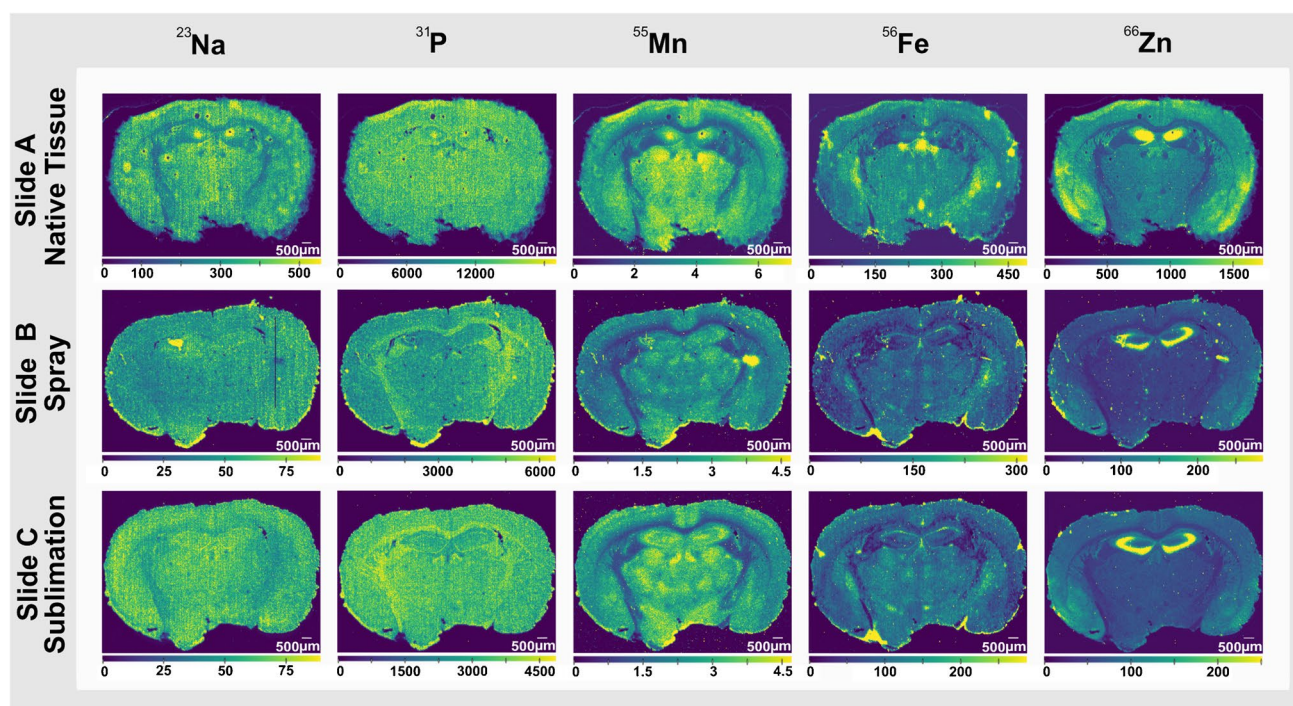 23Na 31P 55Mn 56Fe 66Zn
Slide A
Native Tissue
500µm 500µm 500µm 500µm 500µm
0 100 300 500 0 6000 12000 0 2 4 6 0 150 300 450 0 500 1000 1500
Slide B
Spray
500µm 500µm 500µm 500µm 500µm
0 25 50 75 0 3000 6000 0 1.5 3 4.5 0 150 300 0 100 200
Slide C
Sublimation
500µm 500µm 500µm 500µm 500µm
0 25 50 75 0 1500 3000 4500 0 1.5 3 4.5 0 100 200 0 200